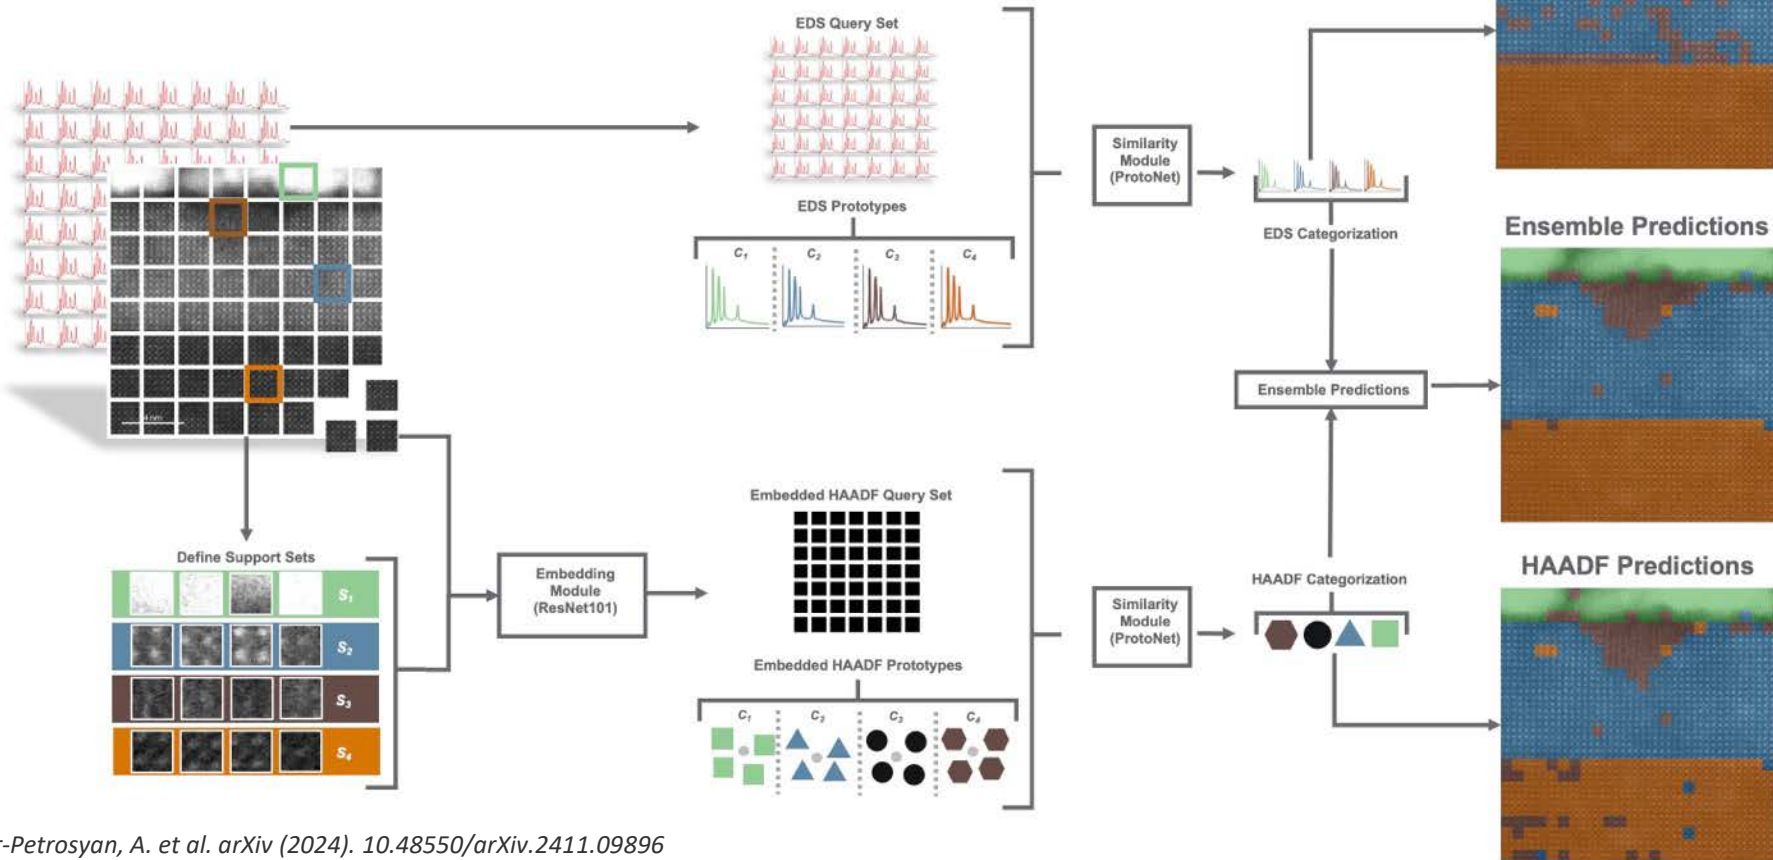 EDS Query Set
EDS Prototypes
C1
C2
C3
C4
Similarity
Module
(ProtoNet)
EDS Categorization
Ensemble Predictions
Ensemble Predictions
4 nm
Define Support Sets
S1
S2
S3
S4
Embedding
Module
(ResNet101)
Embedded HAADF Query Set
Embedded HAADF Prototypes
C1
C2
C3
C4
Similarity
Module
(ProtoNet)
HAADF Categorization
HAADF Predictions
-Petrosyan, A. et al. arXiv (2024). 10.48550/arXiv.2411.09896